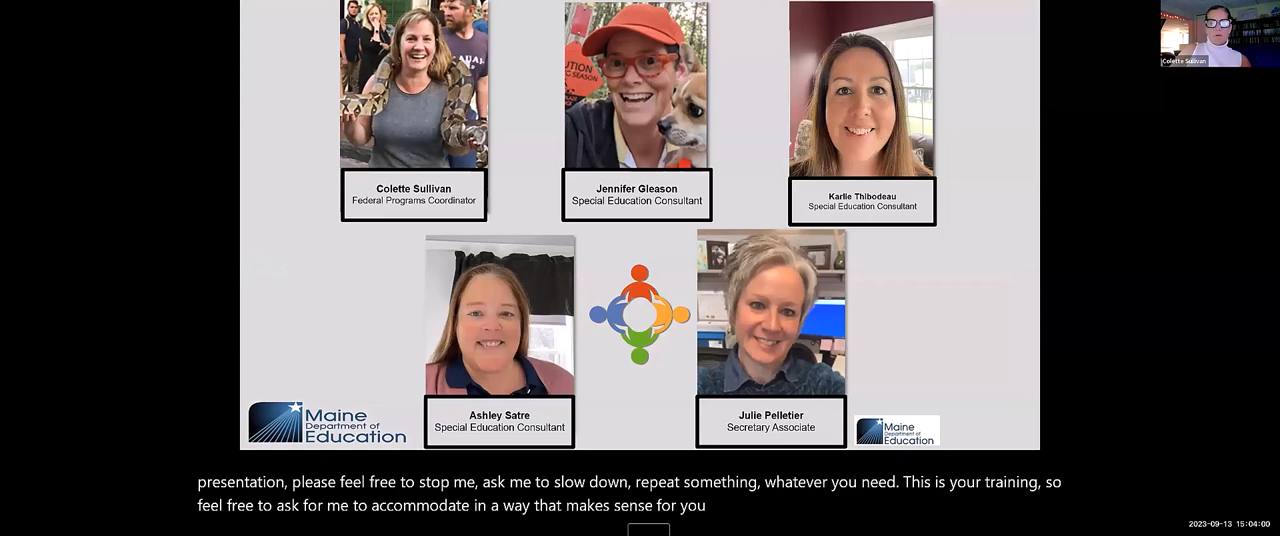 Colette Sullivan
UTION
G SEASON
Colette Sullivan
Federal Programs Coordinator
Jennifer Gleason
Special Education Consultant
Karlie Thibodeau
Special Education Consultant
Ashley Satre
Special Education Consultant
Julie Pelletier
Secretary Associate
Maine
Department of
Education
Maine
Department of
Education
presentation, please feel free to stop me, ask me to slow down, repeat something, whatever you need. This is your training, so
feel free to ask for me to accommodate in a way that makes sense for you
2023-09-13 15:04:00